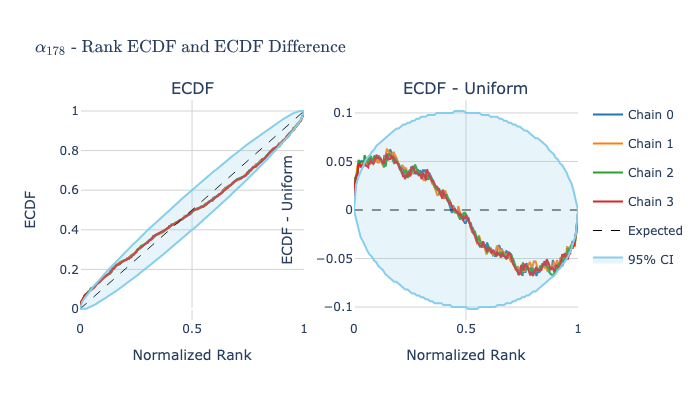 α178 - Rank ECDF and ECDF Difference
ECDF
ECDF - Uniform
1
0.8
0.6
0.4
0.2
0
ECDF
0
0.5
1
Normalized Rank
0.1
0.05
0
−0.05
−0.1
ECDF - Uniform
0
0.5
1
Normalized Rank
Chain 0
Chain 1
Chain 2
Chain 3
Expected
95% CI